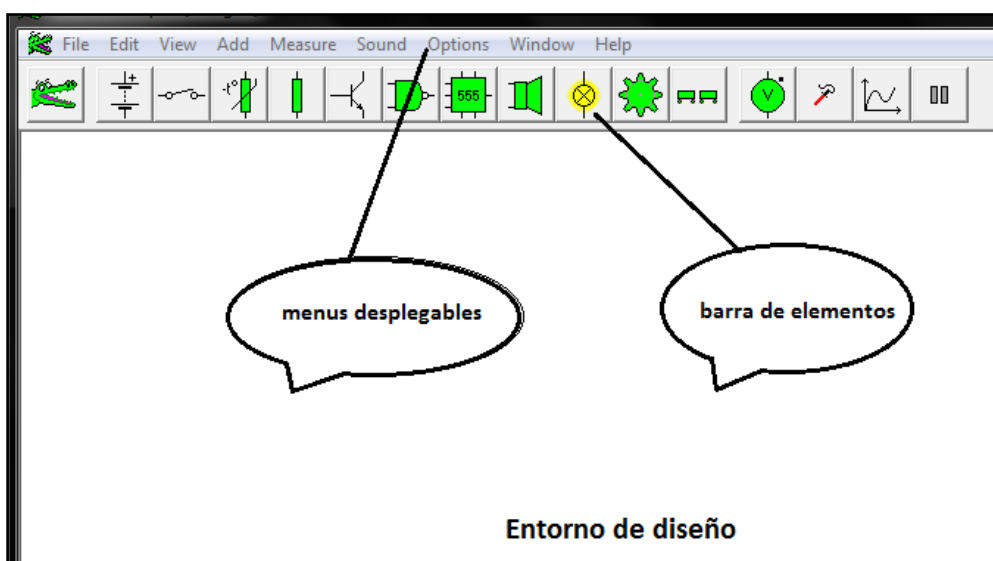 File Edit View Add Measure Sound Options Window Help
555
V
menus desplegables
barra de elementos
Entorno de diseño